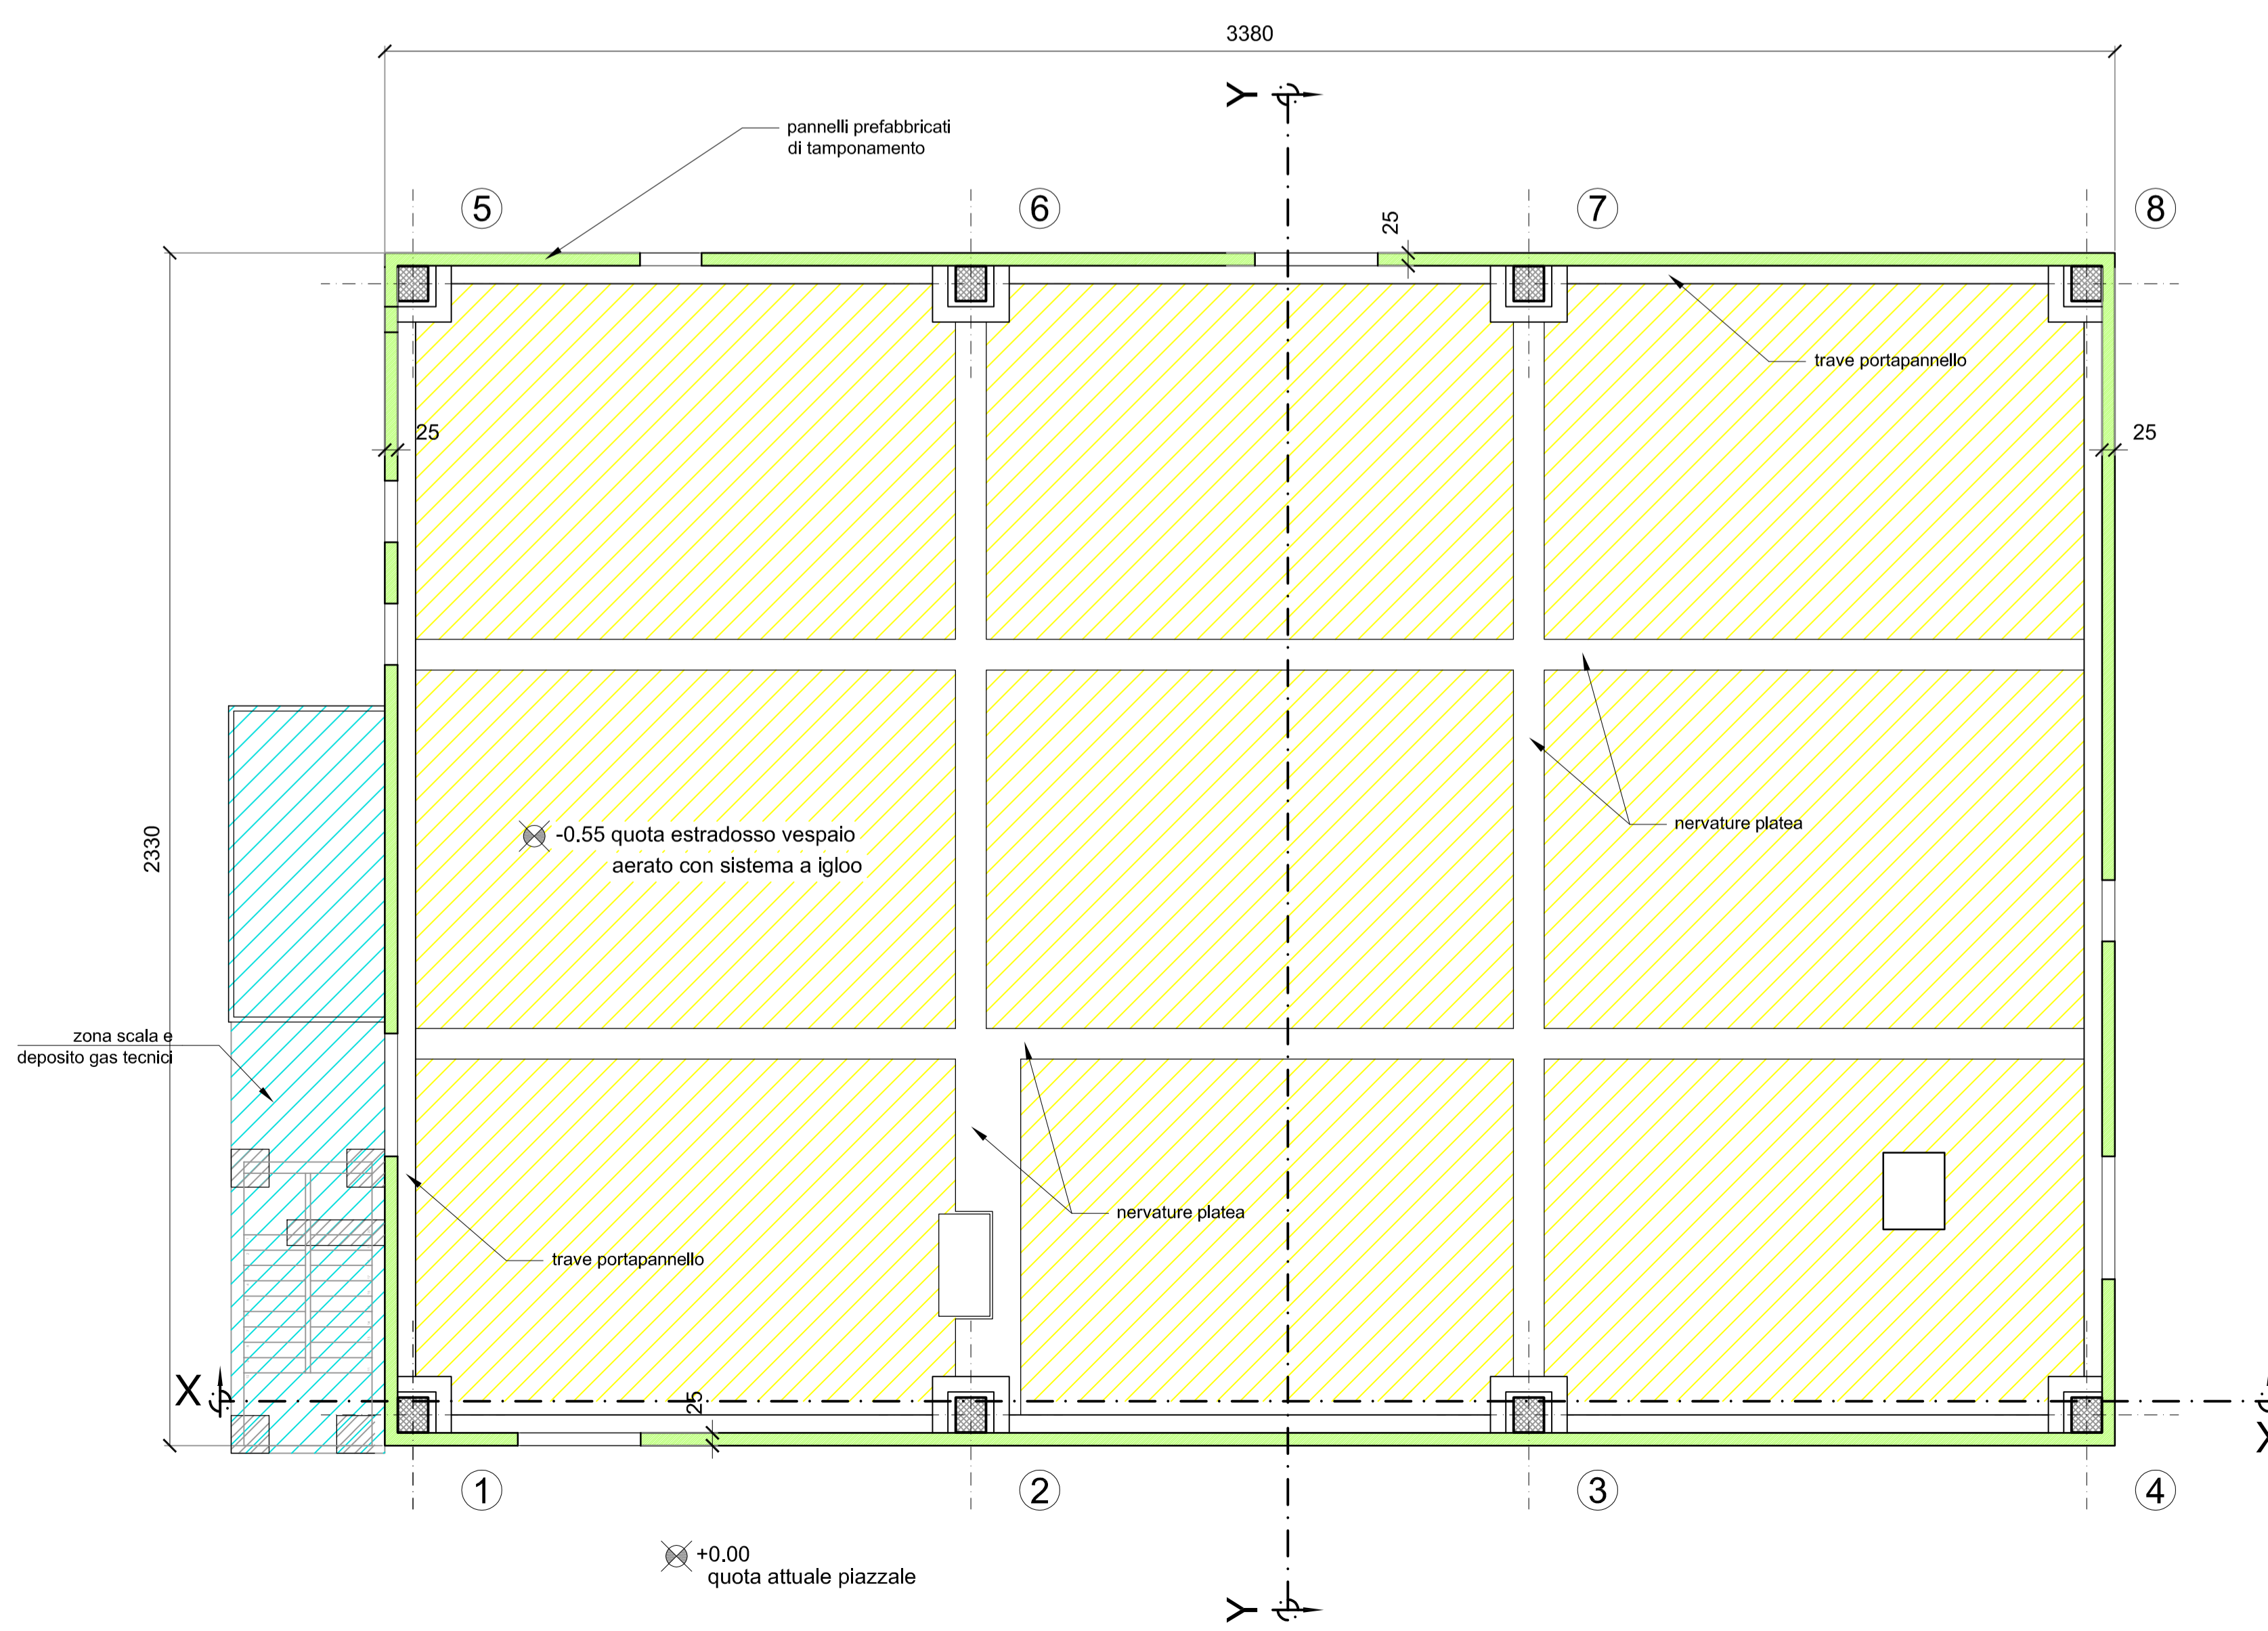 3380
Y
pannelli prefabbricati
di tamponamento
5
6
7
8
25
trave portapannello
25
25
2330
nervature platea
-0.55 quota estradosso vespaio
aerato con sistema a igloo
zona scala e
deposito gas tecnici
nervature platea
trave portapannello
X
25
X
1
2
3
4
+0.00
quota attuale piazzale
Y